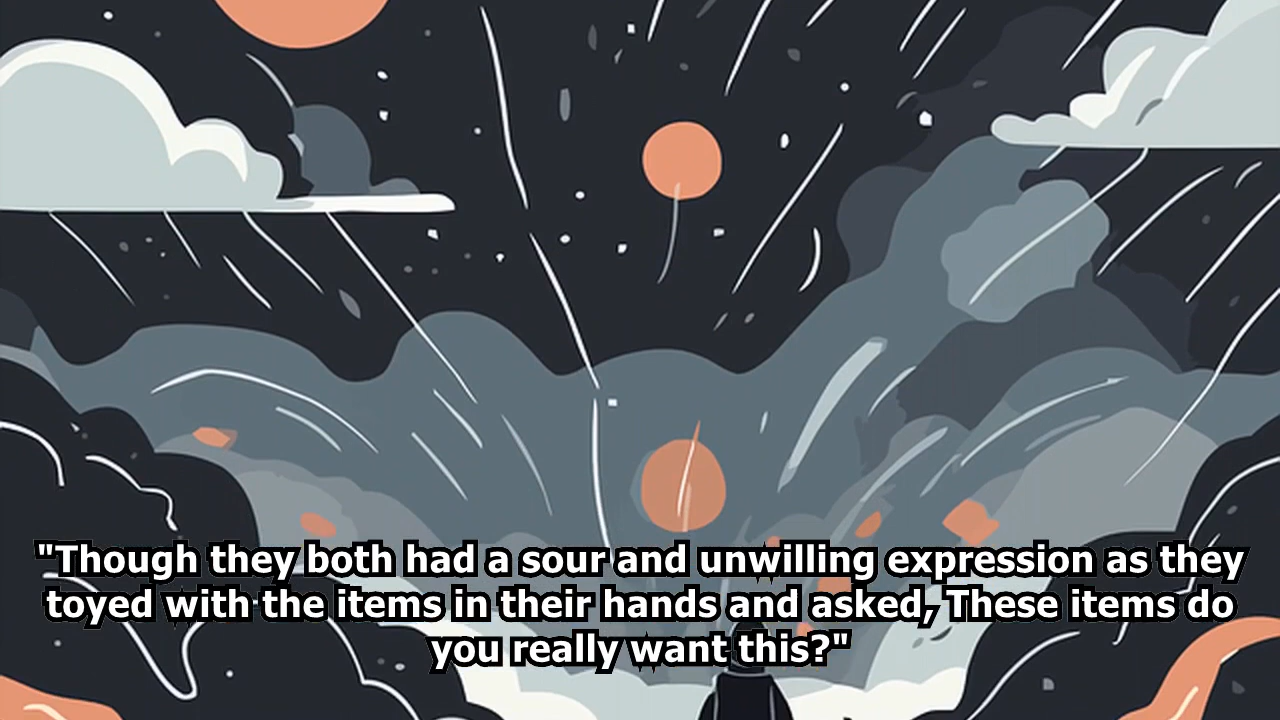 "Though they both had a sour and unwilling expression as they
toyed with the items in their hands and asked, These items do
you really want this?"